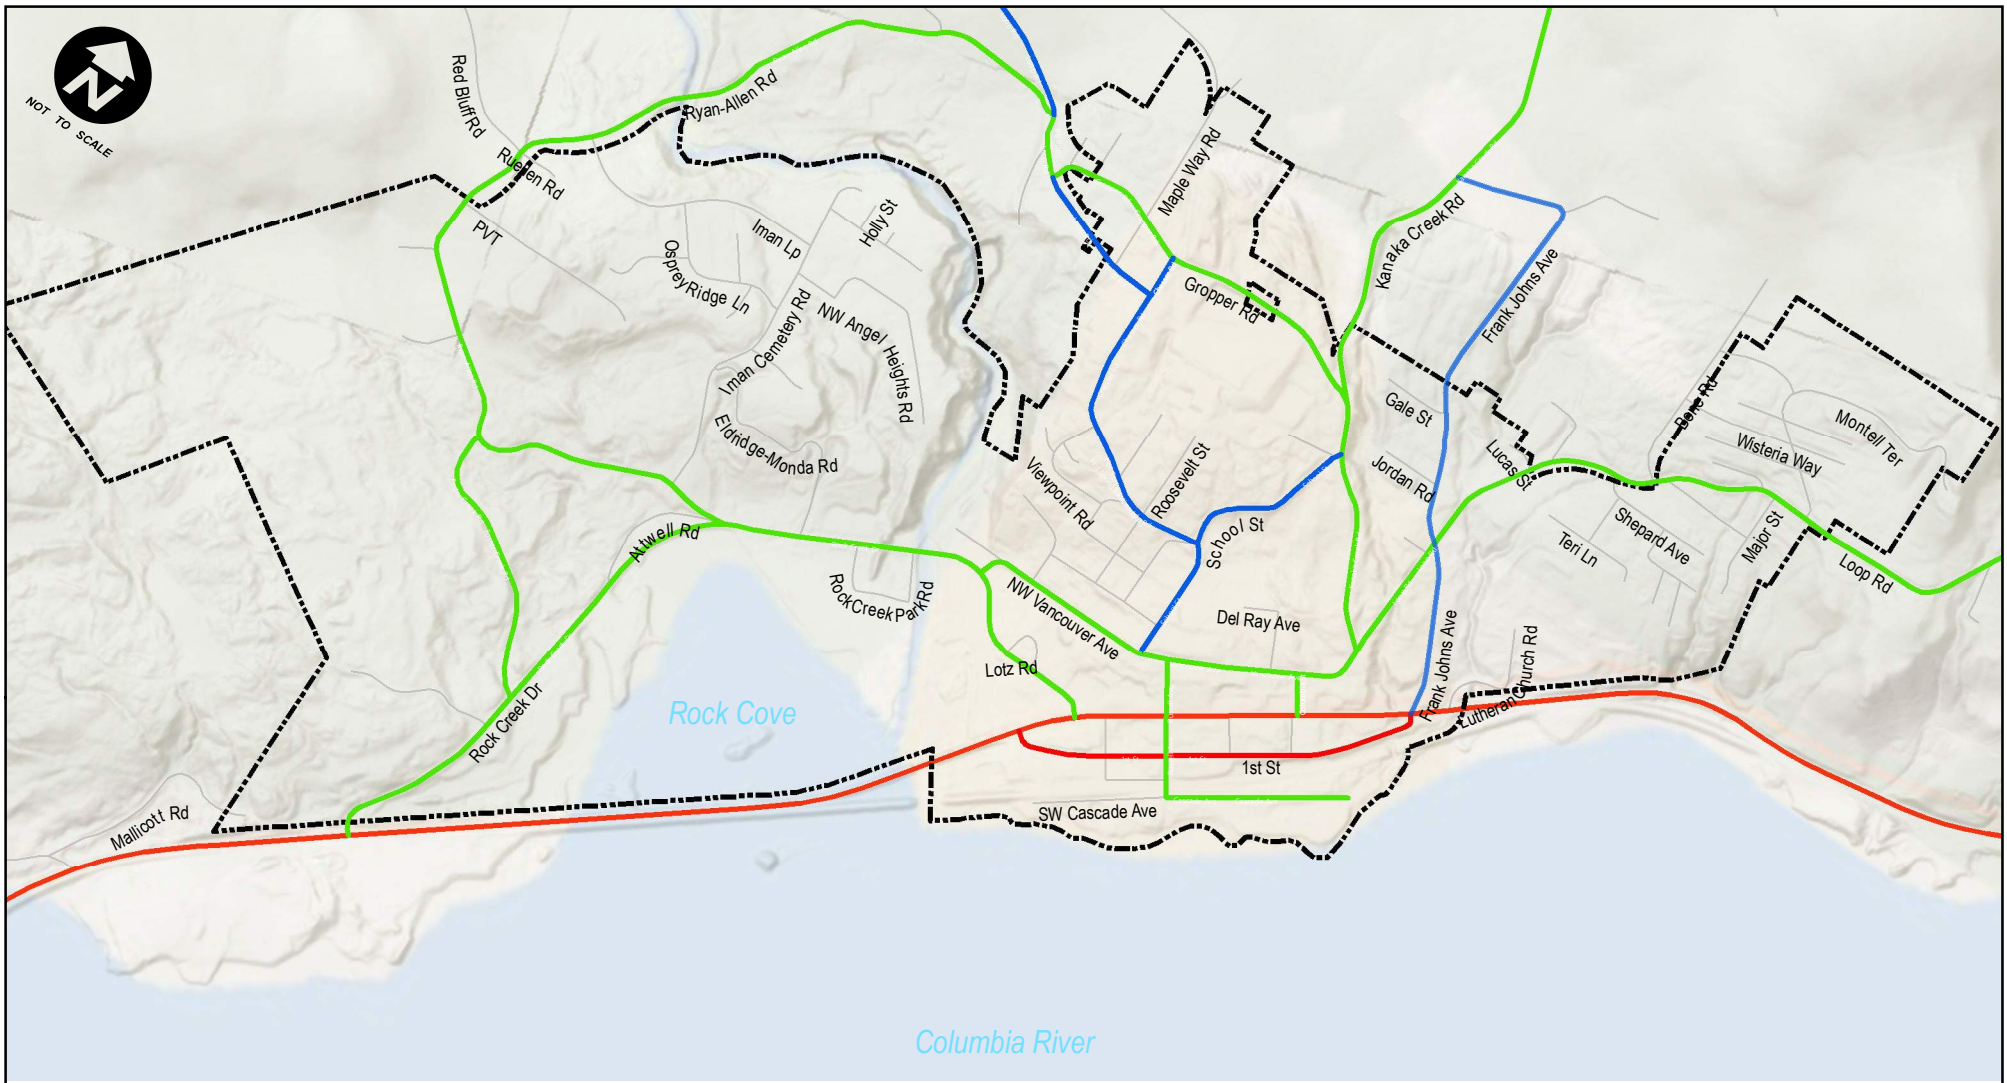 N
NOT TO SCALE
Red Bluff Rd
Ryan-Allen Rd
Ruegen Rd
PVT
Osprey Ridge Ln
Iman Lp
Holly St
Iman Cemetery Rd
NW Angel Heights Rd
Eldridge-Monda Rd
Maple Way Rd
Gropper Rd
Kanaka Creek Rd
Frank Johns Ave
Gale St
Jordan Rd
Lucas St
Bone Rd
Wisteria Way
Montell Ter
Viewpoint Rd
Roosevelt St
School St
Attwell Rd
Rock Creek Park Rd
NW Vancouver Ave
Del Ray Ave
Teri Ln
Shepard Ave
Major St
Loop Rd
Lotz Rd
Frank Johns Ave
Lutheran Church Rd
Rock Creek Dr
Rock Cove
1st St
SW Cascade Ave
Mallicott Rd
Columbia River